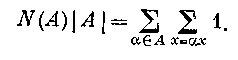 N(A)|A| = ∑ ∑ 1.
α∈A x=αx